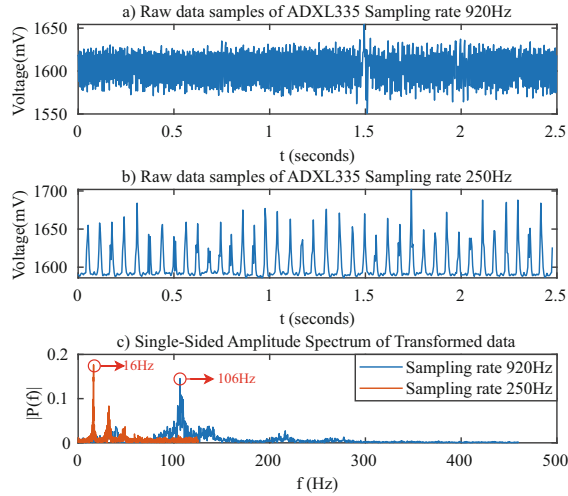 a) Raw data samples of ADXL335 Sampling rate 920Hz
1650
1600
1550
Voltage(mV)
0 0.5 1 1.5 2 2.5
t (seconds)
b) Raw data samples of ADXL335 Sampling rate 250Hz
1700
1650
1600
Voltage(mV)
0 0.5 1 1.5 2 2.5
t (seconds)
c) Single-Sided Amplitude Spectrum of Transformed data
0.2
0.1
0
|P(f)|
16Hz
106Hz
Sampling rate 920Hz
Sampling rate 250Hz
0 100 200 300 400 500
f (Hz)